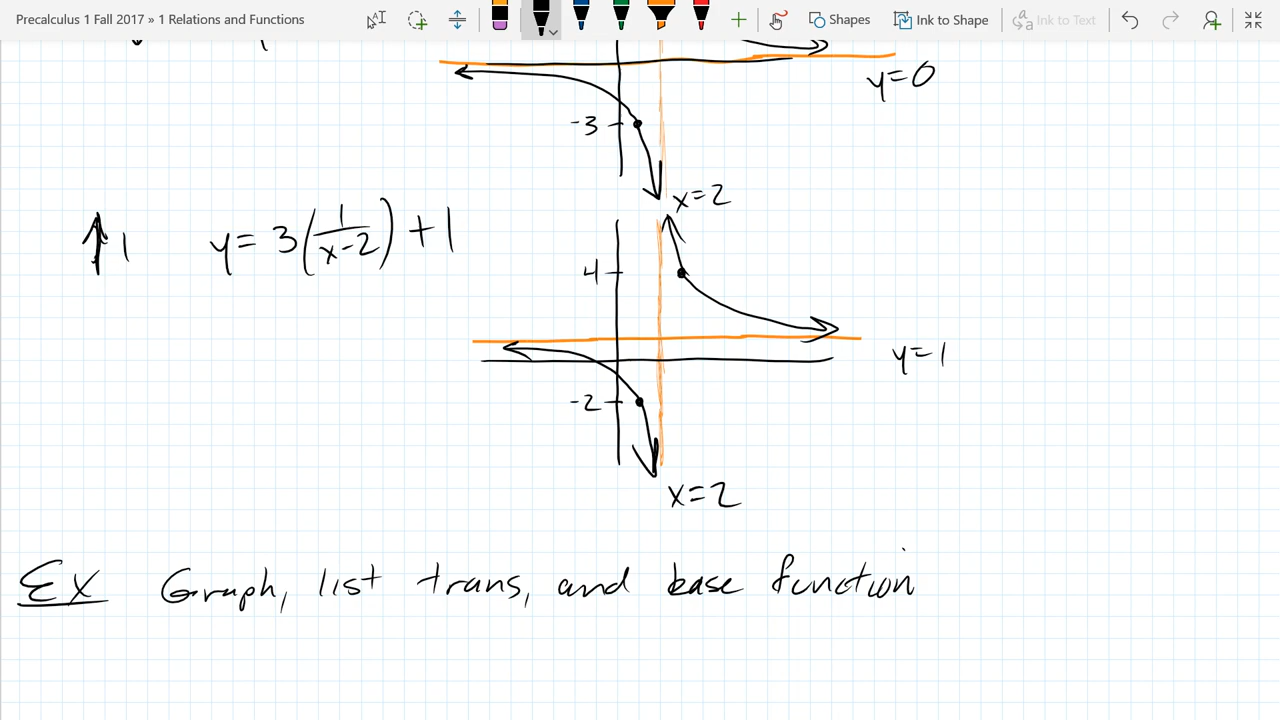 Precalculus 1 Fall 2017 » 1 Relations and Functions
Shapes
Ink to Shape
Ink to Text
y=0
-3
x=2
↑1 y= 3(1/(x-2)) +1
4
y=1
-2
x=2
Ex Graph, list trans, and base function